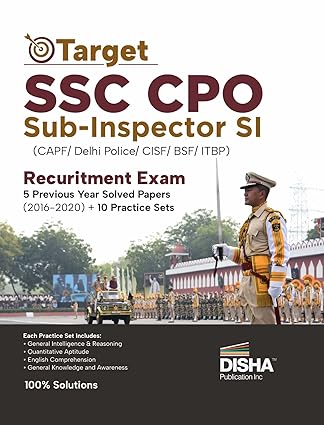 Target
SSC CPO
Sub-Inspector SI
(CAPF/ Delhi Police/ CISF/ BSF/ ITBP)
Recuritment Exam
5 Previous Year Solved Papers
(2016-2020) + 10 Practice Sets
Each Practice Set Includes:
• General Intelligence & Reasoning
• Quantitative Aptitude
• English Comprehension
• General Knowledge and Awareness
100% Solutions
DISHA™
Publication Inc